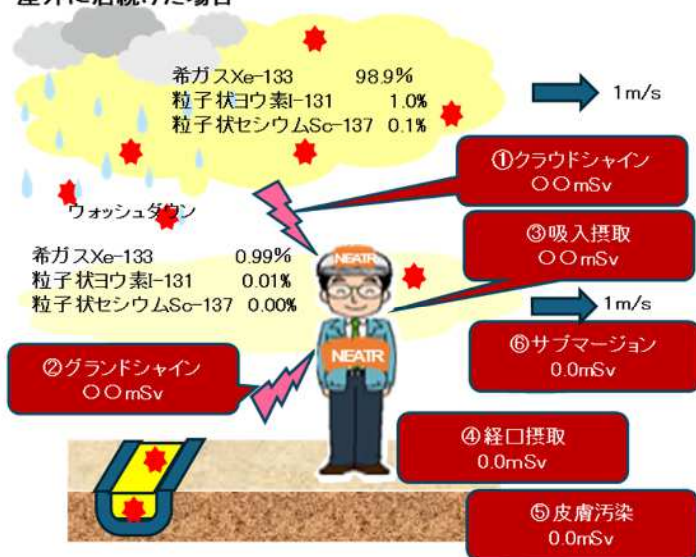 屋外に居続けた場合
希ガスXe-133 98.9%
粒子状ヨウ素I-131 1.0%
粒子状セシウムSc-137 0.1%
1m/s
①クラウドシャイン
〇〇mSv
ウォッシュダウン
③吸入摂取
〇〇mSv
希ガスXe-133 0.99%
粒子状ヨウ素I-131 0.01%
粒子状セシウムSc-137 0.00%
NEATR
1m/s
⑥サブマージョン
0.0mSv
NEATR
②グランドシャイン
〇〇mSv
④経口摂取
0.0mSv
⑤皮膚汚染
0.0mSv